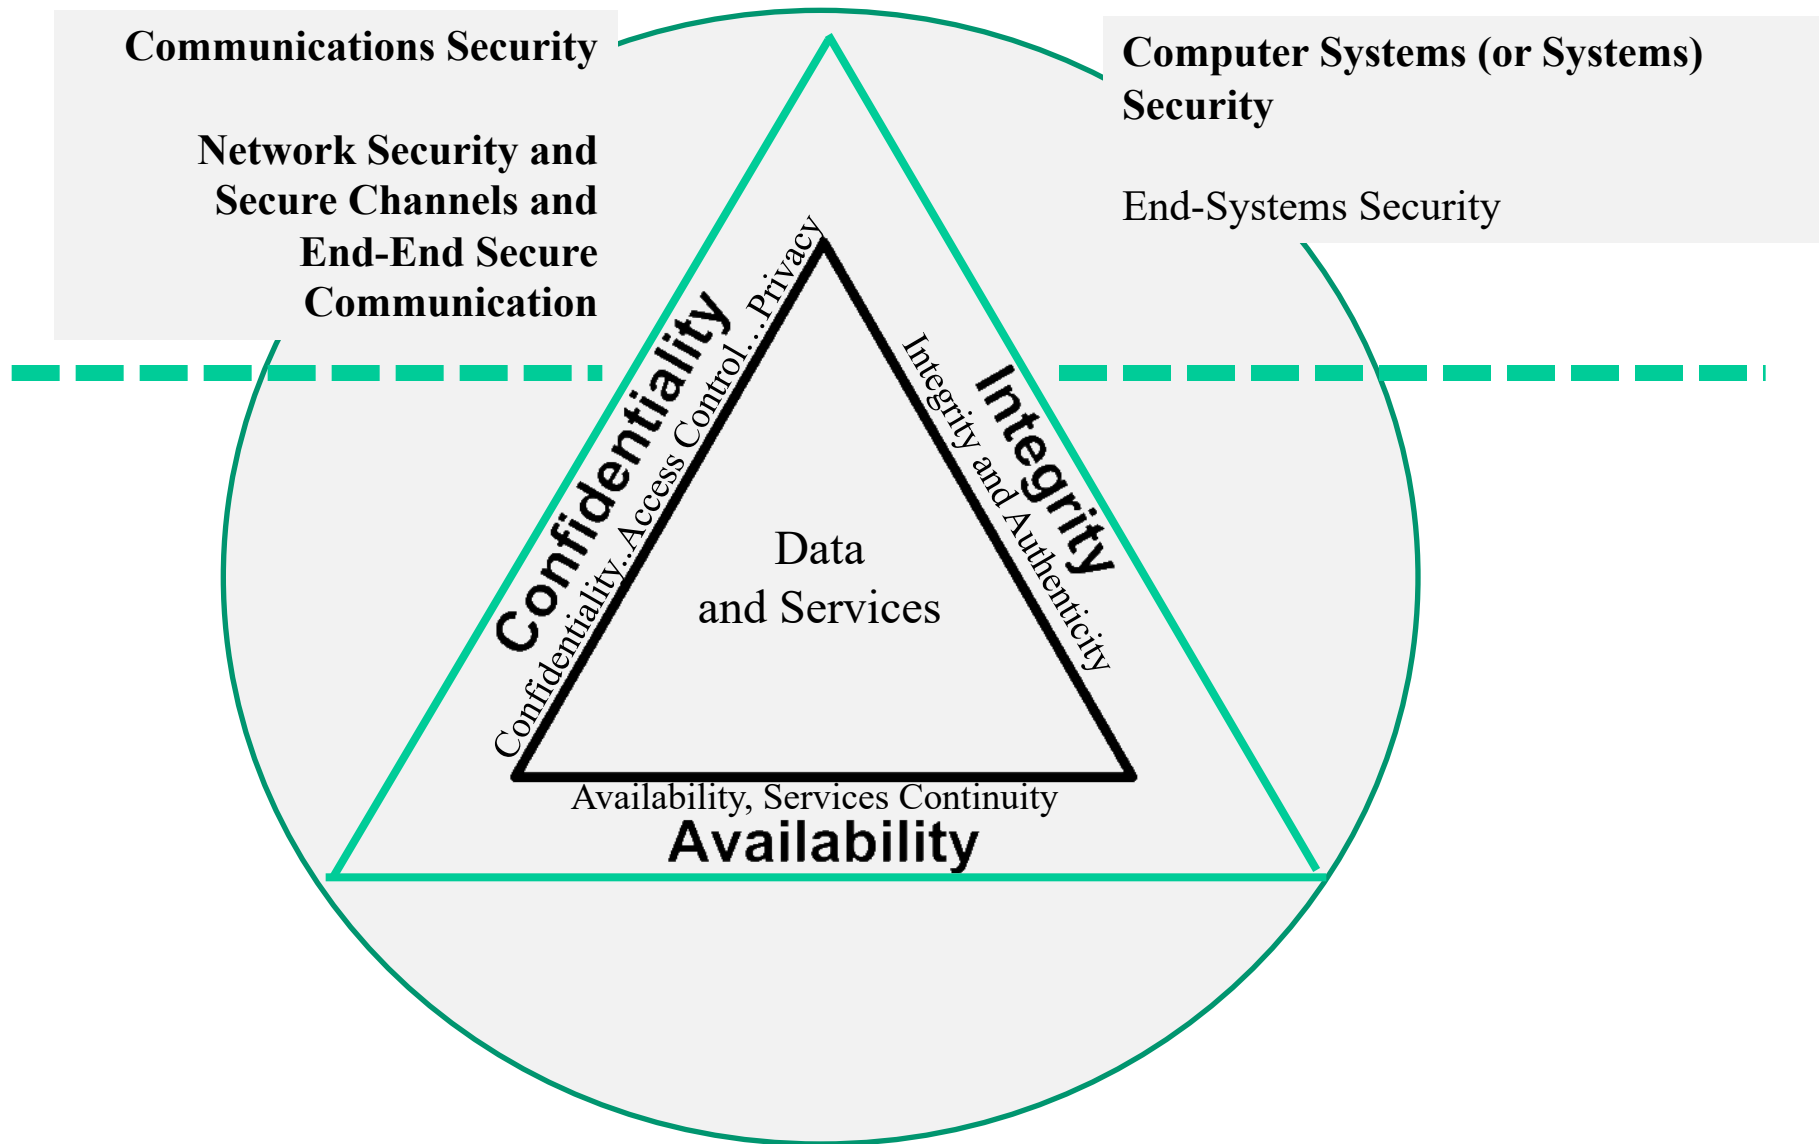 Communications Security
Network Security and
Secure Channels and
End-End Secure
Communication
Computer Systems (or Systems)
Security
End-Systems Security
Confidentiality
Confidentiality..Access Control...Privacy
Integrity
Integrity and Authenticity
Data
and Services
Availability, Services Continuity
Availability